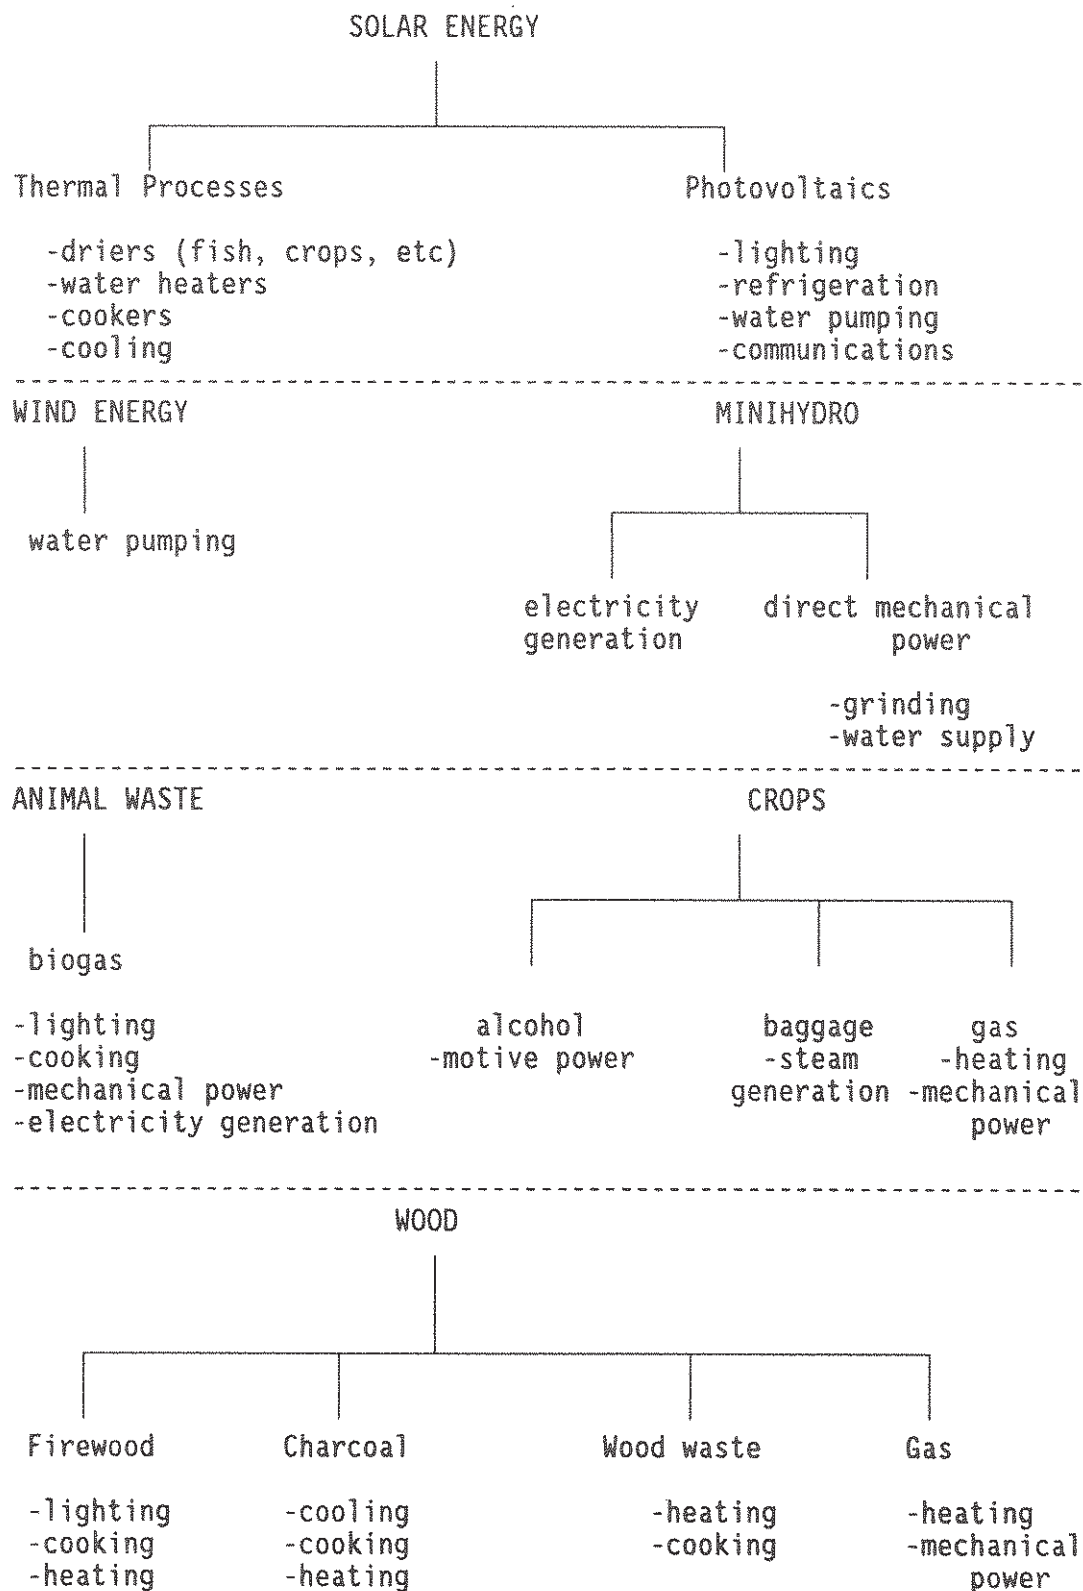 SOLAR ENERGY
Thermal Processes
-driers (fish, crops, etc)
-water heaters
-cookers
-cooling
Photovoltaics
-lighting
-refrigeration
-water pumping
-communications
WIND ENERGY
water pumping
MINIHYDRO
electricity
generation
direct mechanical
power
-grinding
-water supply
ANIMAL WASTE
biogas
-lighting
-cooking
-mechanical power
-electricity generation
CROPS
alcohol
-motive power
baggage
-steam
generation
gas
-heating
-mechanical
power
WOOD
Firewood
-lighting
-cooking
-heating
Charcoal
-cooling
-cooking
-heating
Wood waste
-heating
-cooking
Gas
-heating
-mechanical
power